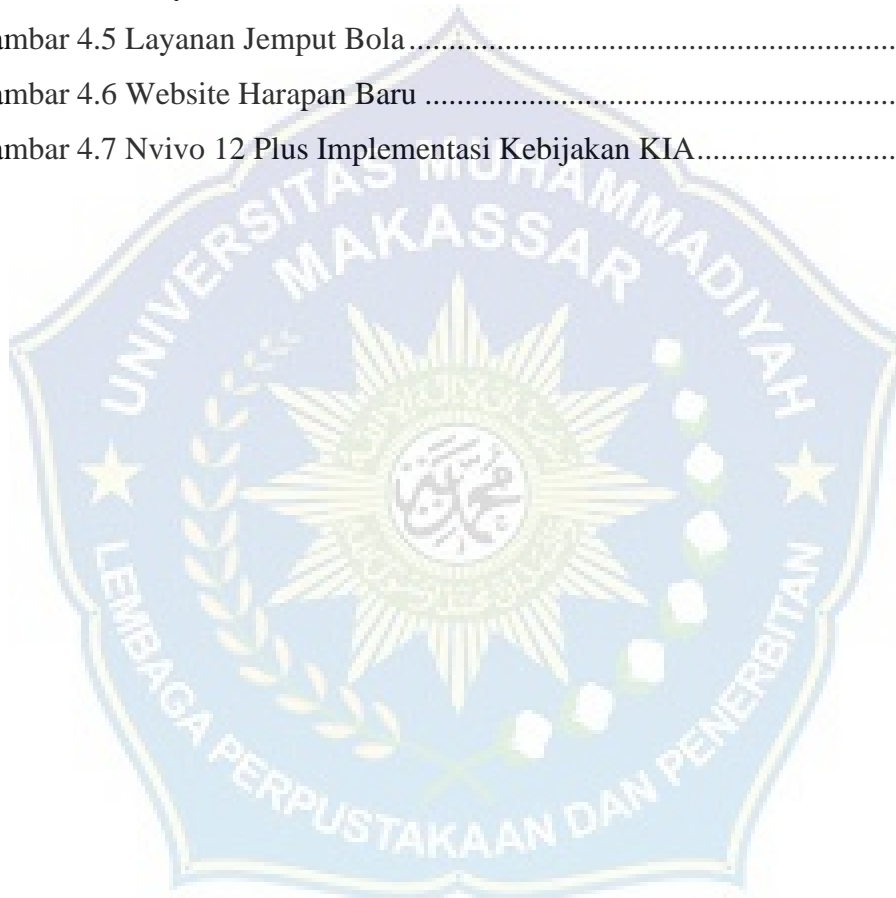 ambar 4.5 Layanan Jemput Bola
ambar 4.6 Website Harapan Baru
ambar 4.7 Nvivo 12 Plus Implementasi Kebijakan KIA
UNIVERSITAS MUHAMMADIYAH
MAKASSAR
LEMBAGA PERPUSTAKAAN DAN PENERBITAN